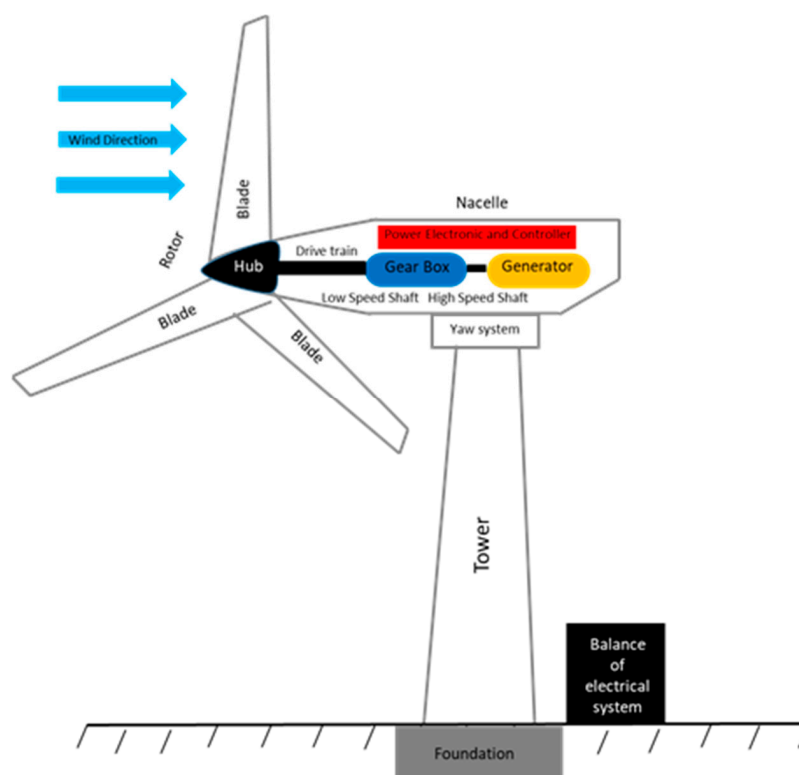 Wind Direction
Blade
Nacelle
Rotor
Power Electronic and Controller
Drive train
Hub
Gear Box
Generator
Low Speed Shaft
High Speed Shaft
Blade
Blade
Yaw system
Tower
Balance
of
electrical
system
Foundation